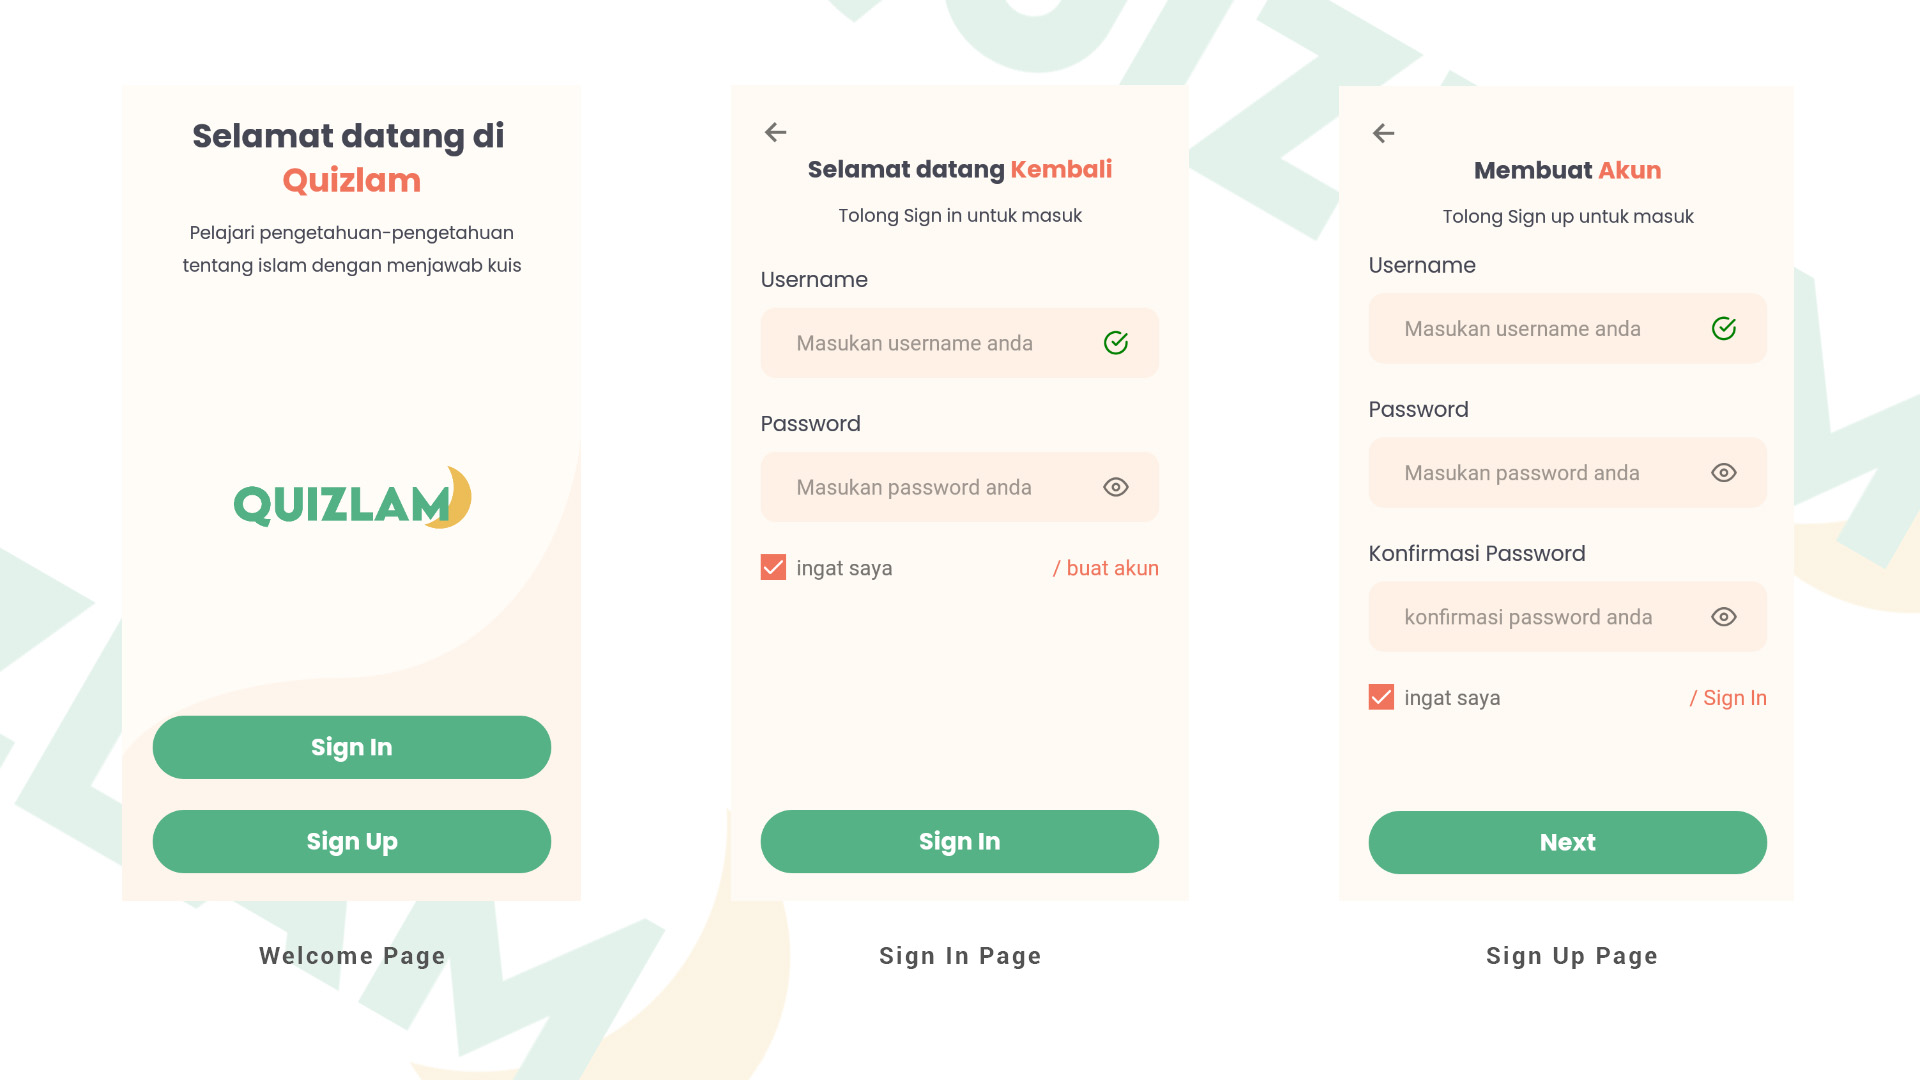 Selamat datang di
Quizlam
Pelajari pengetahuan-pengetahuan
tentang islam dengan menjawab kuis
QUIZLAM
Sign In
Sign Up
Welcome Page
Selamat datang Kembali
Tolong Sign in untuk masuk
Username
Masukan username anda
Password
Masukan password anda
ingat saya
/ buat akun
Sign In
Sign In Page
Membuat Akun
Tolong Sign up untuk masuk
Username
Masukan username anda
Password
Masukan password anda
Konfirmasi Password
konfirmasi password anda
ingat saya
/ Sign In
Next
Sign Up Page